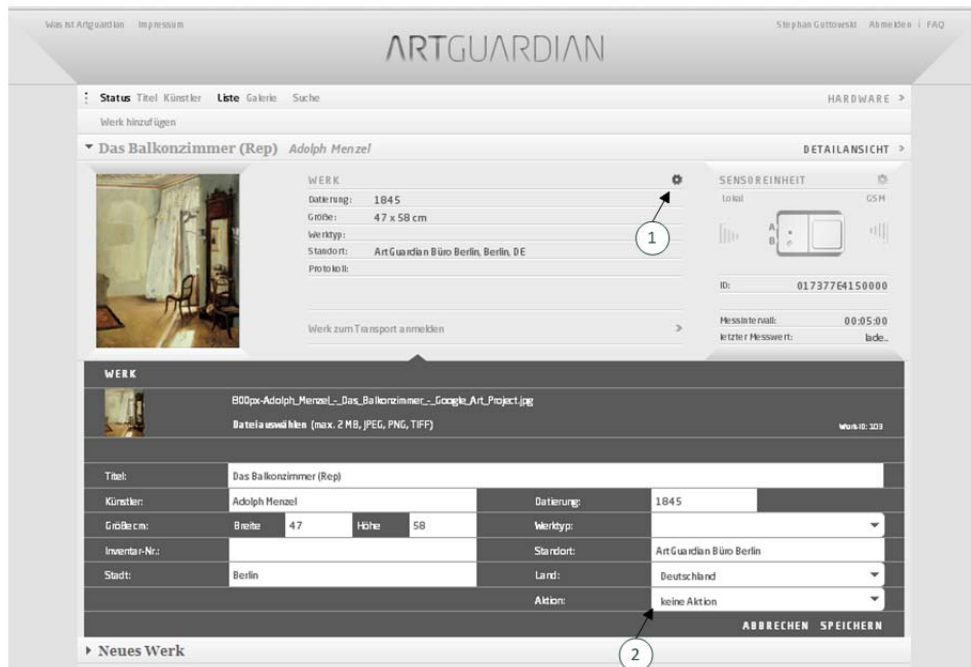 Was ist Artguardian Impressum
Stephan Gottowski Abmelden | FAQ
ARTGUARDIAN
Status Titel Künstler Liste Galerie Suche
HARDWARE >
Werk hinzufügen
Das Balkonzimmer (Rep) Adolph Menzel
DETAILANSICHT >
WERK
Datierung: 1845
Größe: 47 x 58 cm
Werktyp:
Standort: ArtGuardian Büro Berlin, Berlin, DE
Protokoll:
Werk zum Transport anmelden >
1
SENSOREINHEIT
Lokal GSM
A
B
ID: 017377E4150000
Messintervall: 00:05:00
letzter Messwert: lade..
WERK
800px-Adolph_Menzel_-_Das_Balkonzimmer_-_Google_Art_Project.jpg
Datei auswählen (max. 2 MB, JPEG, PNG, TIFF)
Werk-ID: 103
Titel: Das Balkonzimmer (Rep)
Künstler: Adolph Menzel Datierung: 1845
Größe cm: Breite 47 Höhe 58 Werktyp:
Inventar-Nr.: Standort: ArtGuardian Büro Berlin
Stadt: Berlin Land: Deutschland
Aktion: keine Aktion
ABBRECHEN SPEICHERN
2
Neues Werk